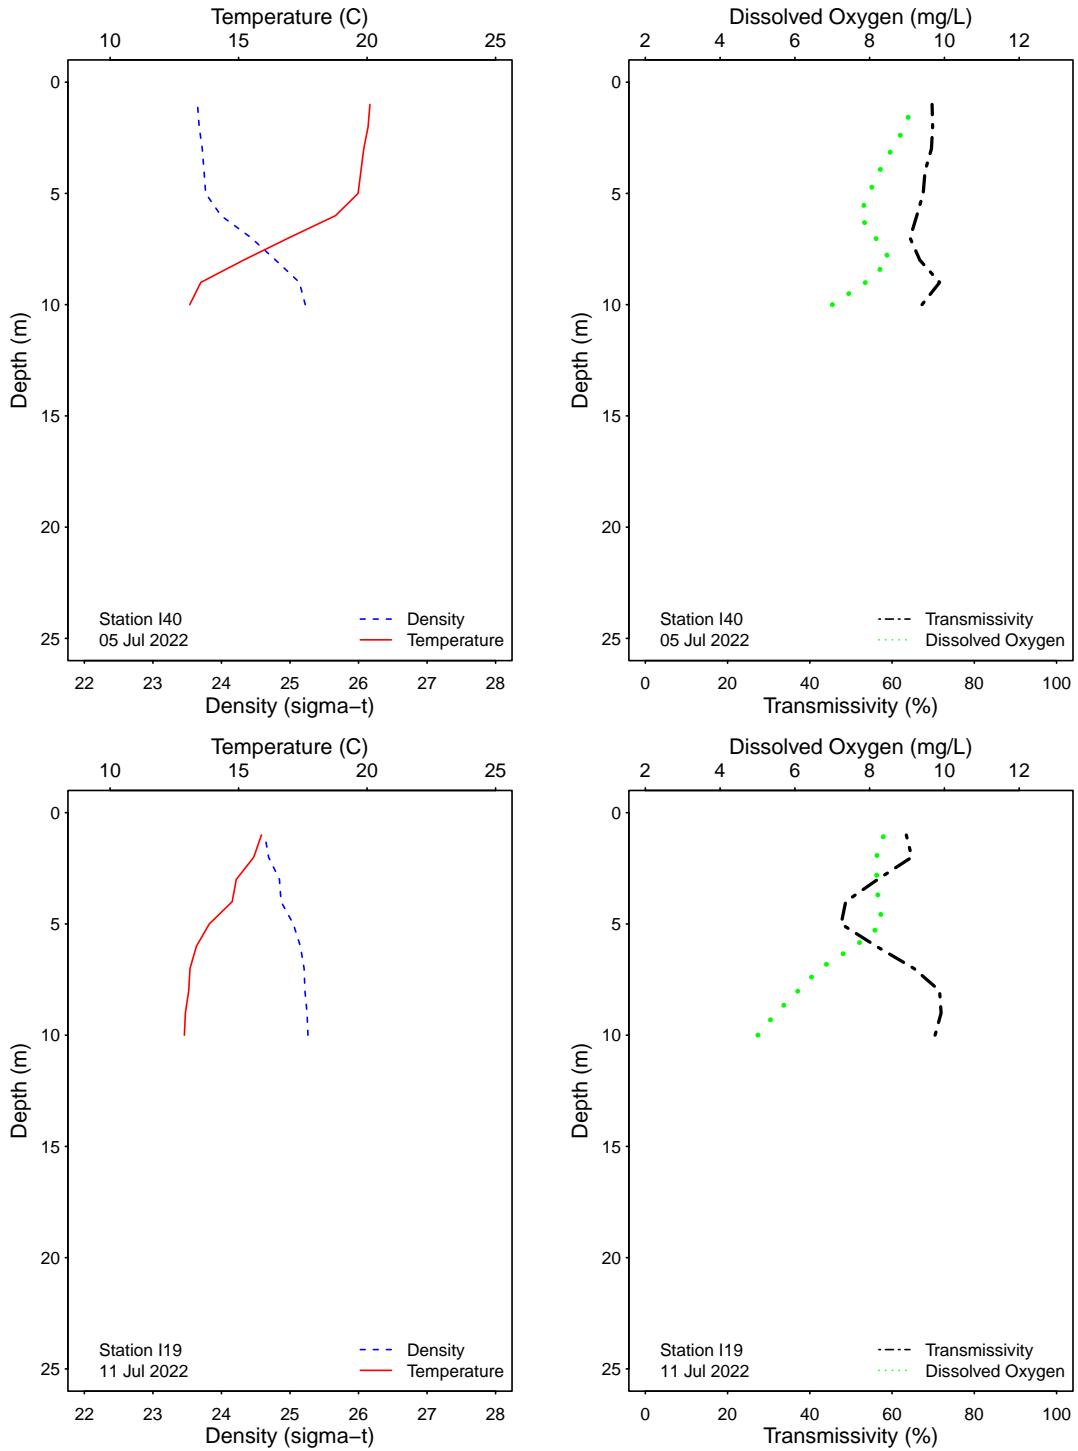 Temperature (C)
10 15 20 25
0
5
10
15
20
25
Depth (m)
Station I40
05 Jul 2022
Density
Temperature
22 23 24 25 26 27 28
Density (sigma−t)
Dissolved Oxygen (mg/L)
2 4 6 8 10 12
0
5
10
15
20
25
Depth (m)
Station I40
05 Jul 2022
Transmissivity
Dissolved Oxygen
0 20 40 60 80 100
Transmissivity (%)
Temperature (C)
10 15 20 25
0
5
10
15
20
25
Depth (m)
Station I19
11 Jul 2022
Density
Temperature
22 23 24 25 26 27 28
Density (sigma−t)
Dissolved Oxygen (mg/L)
2 4 6 8 10 12
0
5
10
15
20
25
Depth (m)
Station I19
11 Jul 2022
Transmissivity
Dissolved Oxygen
0 20 40 60 80 100
Transmissivity (%)